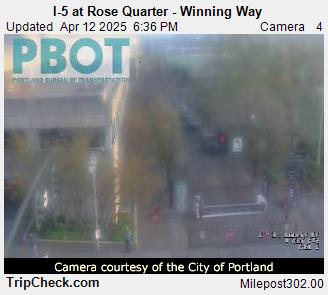 I-5 at Rose Quarter - Winning Way
Updated Apr 12 2025 6:36 PM Camera 4
PBOT
PORTLAND BUREAU OF TRANSPORTATION
Camera courtesy of the City of Portland
TripCheck.com Milepost302.00